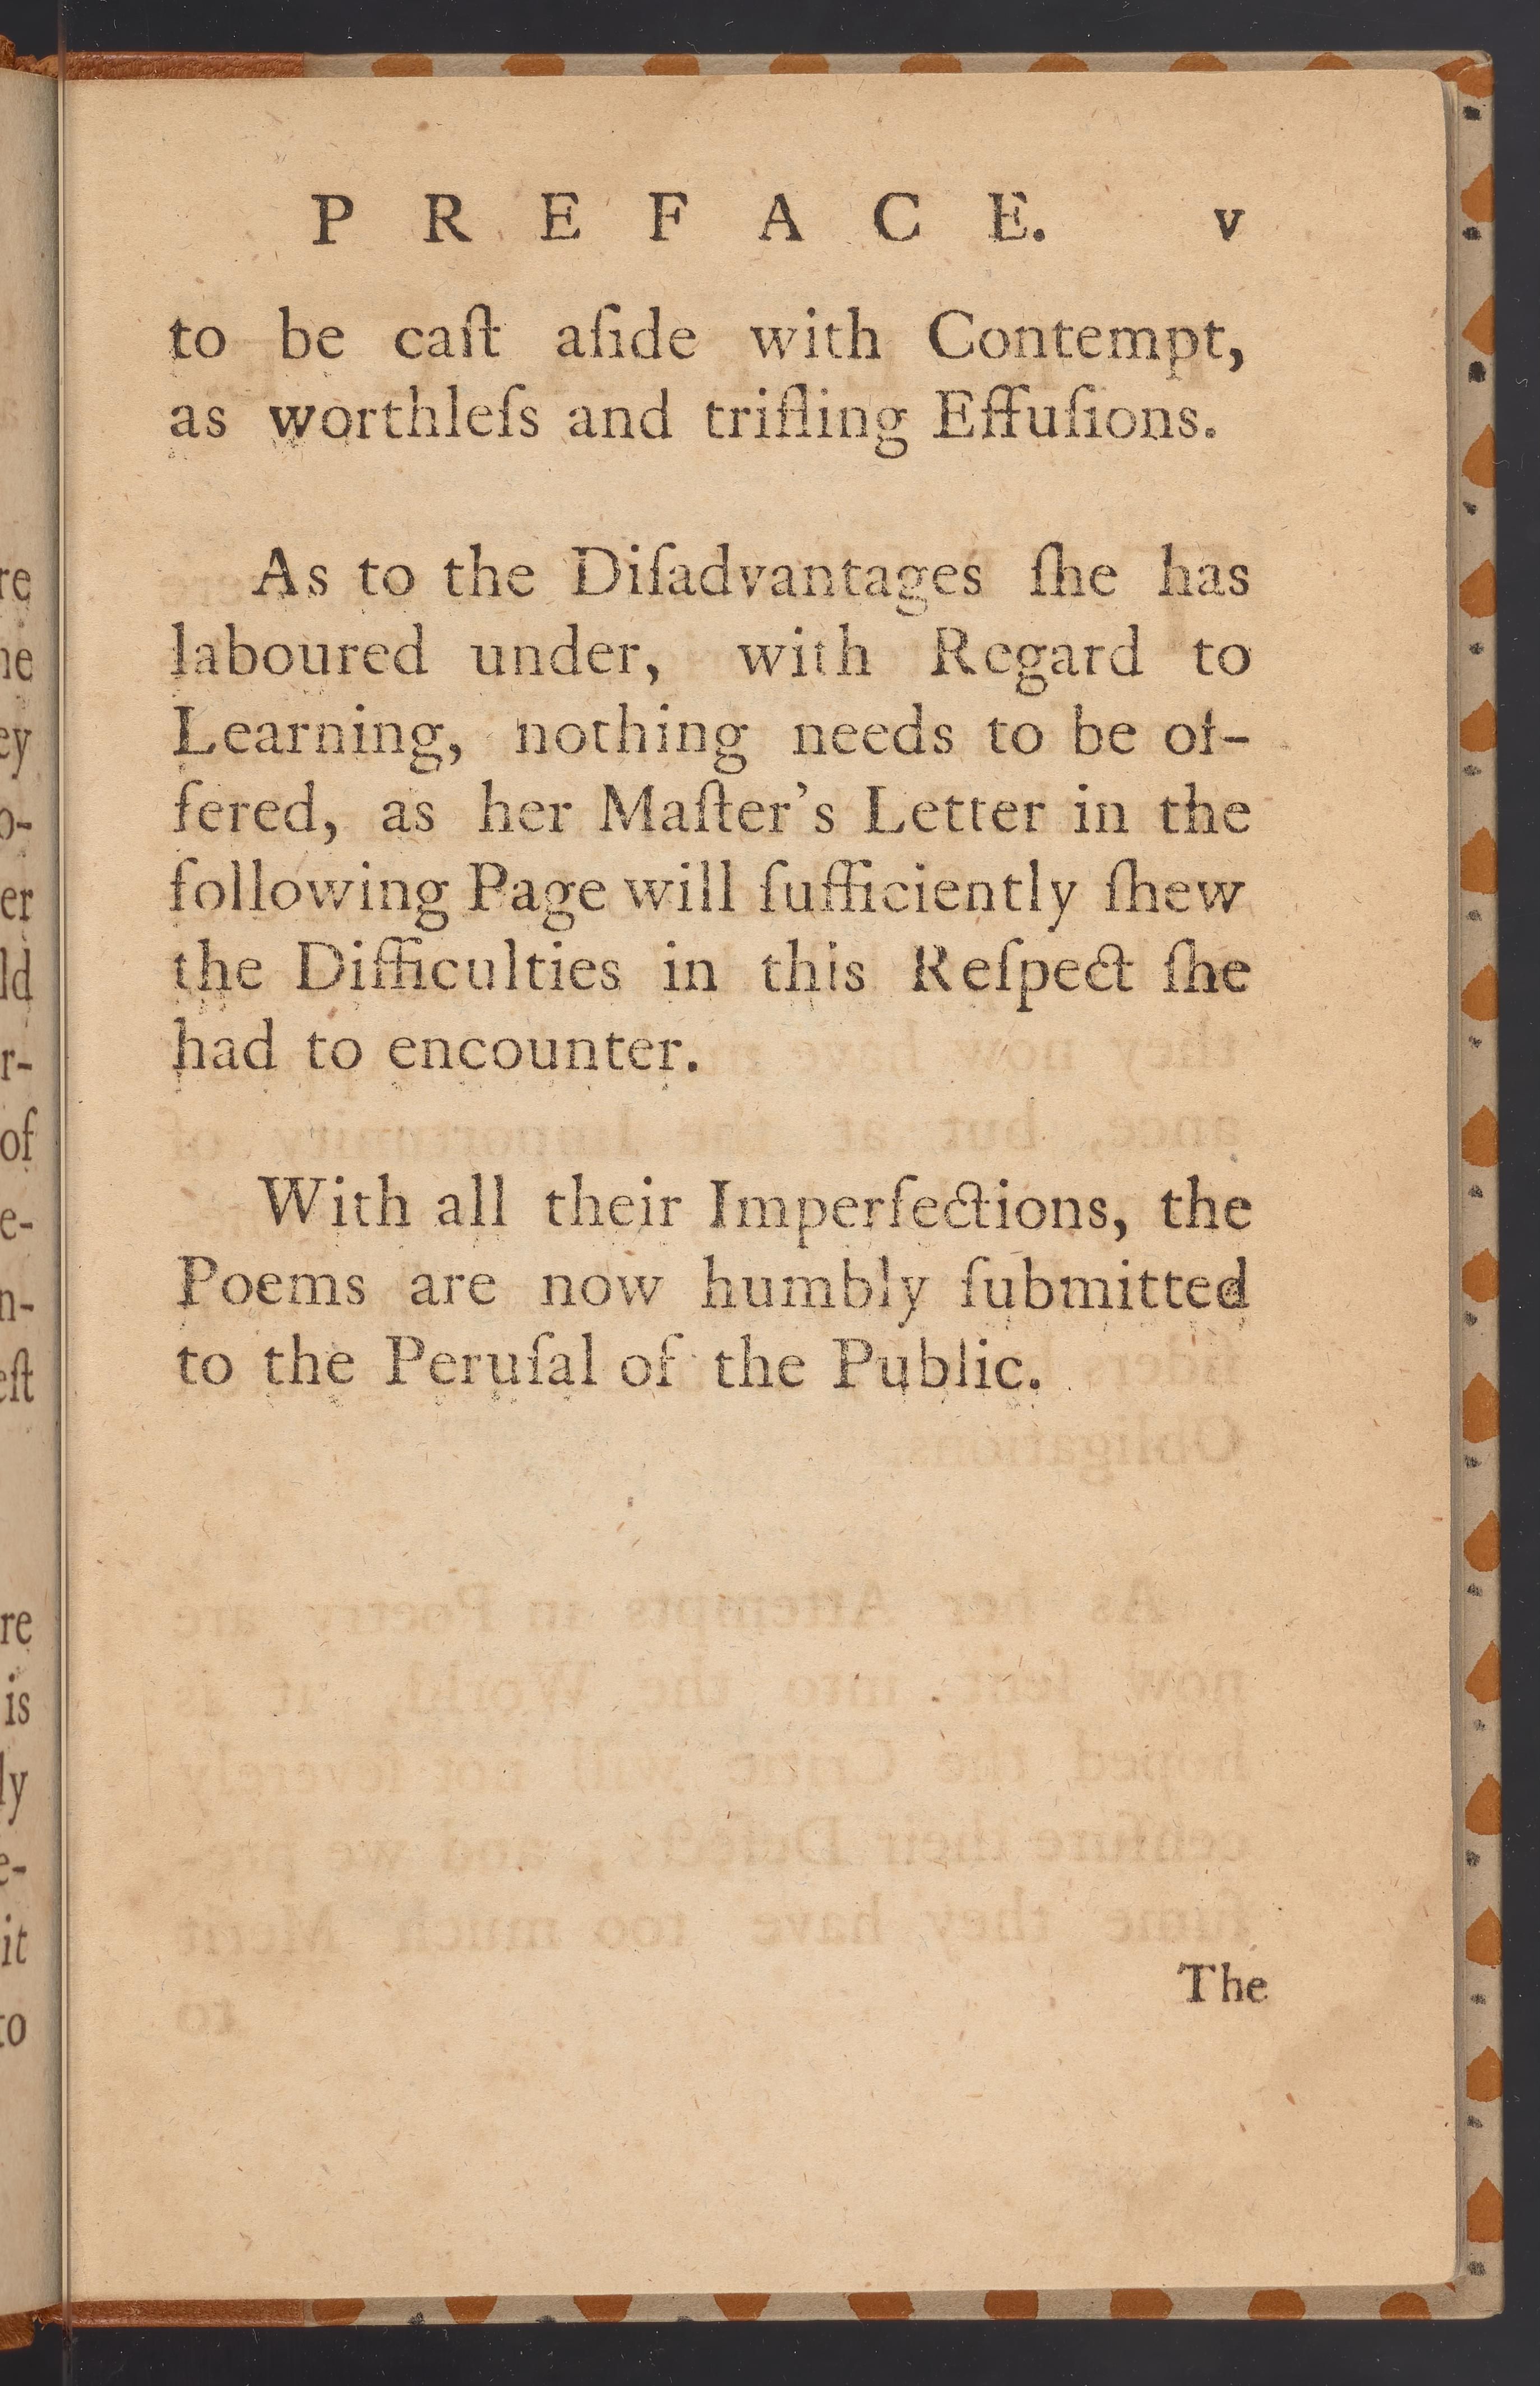 P R E F A C E. v
to be caſt aſide with Contempt,
as worthleſs and trifling Effuſions.
As to the Diſadvantages ſhe has
laboured under, with Regard to
Learning, nothing needs to be of-
fered, as her Maſter's Letter in the
following Page will ſufficiently ſhew
the Difficulties in this Reſpect ſhe
had to encounter.
With all their Imperfections, the
Poems are now humbly ſubmitted
to the Peruſal of the Public.
The